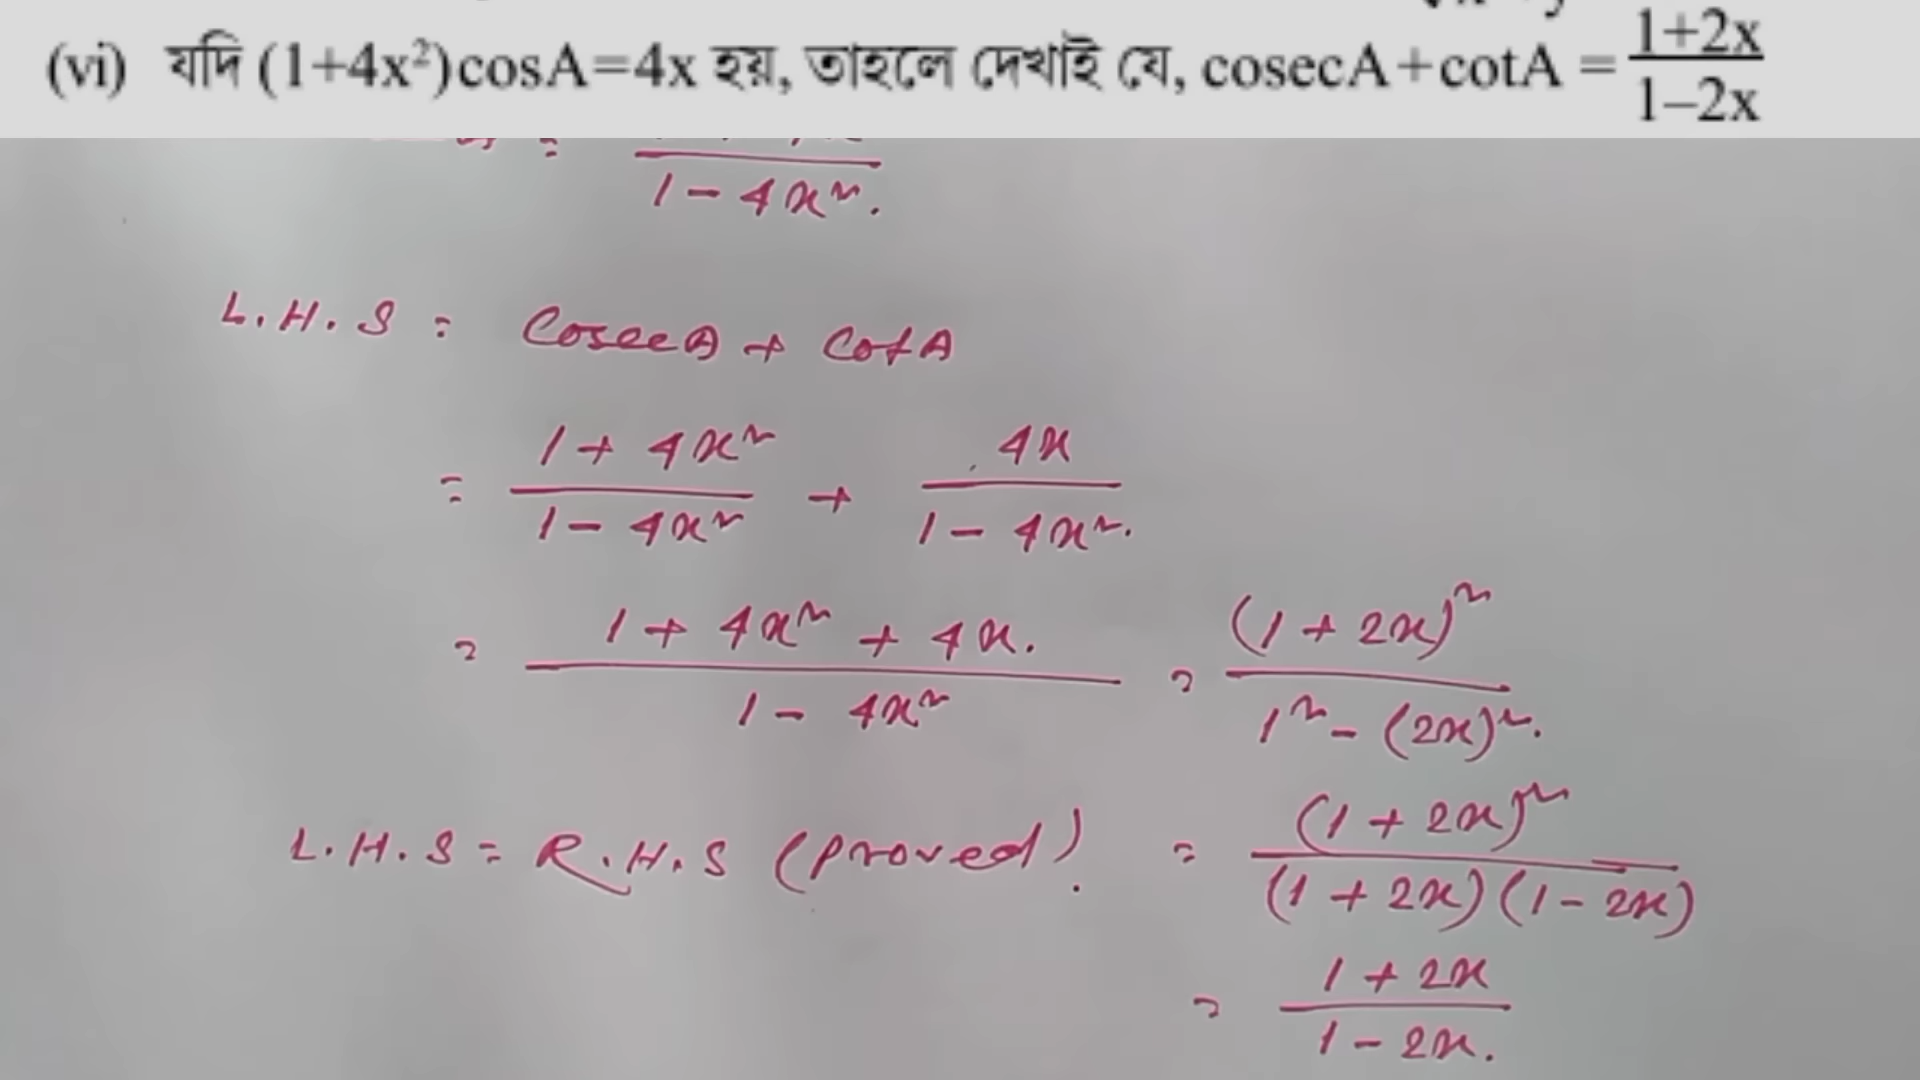 (vi) যদি (1+4x²)cosA=4x হয়, তাহলে দেখাই যে, cosecA+cotA = 1+2x / 1–2x
1 - 4x².
L.H.S = CosecA + CotA
= 1 + 4x² / 1 - 4x² + 4x / 1 - 4x².
= 1 + 4x² + 4x. / 1 - 4x² = (1 + 2x)² / 1² - (2x)².
L.H.S = R.H.S (Proved). = (1 + 2x)² / (1 + 2x)(1 - 2x)
= 1 + 2x / 1 - 2x.